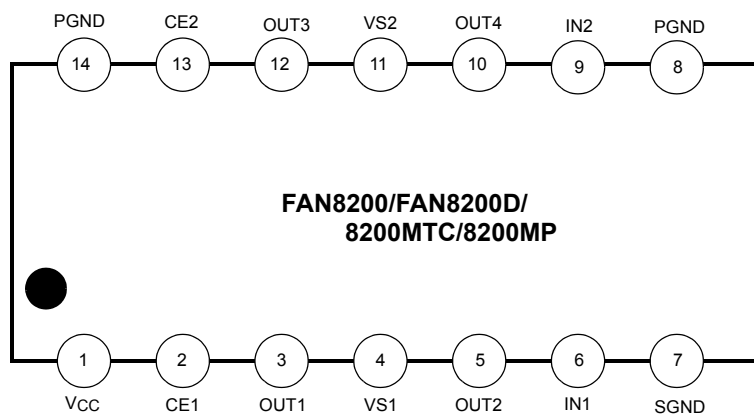 PGND CE2 OUT3 VS2 OUT4 IN2 PGND
14 13 12 11 10 9 8
FAN8200/FAN8200D/
8200MTC/8200MP
1 2 3 4 5 6 7
VCC CE1 OUT1 VS1 OUT2 IN1 SGND